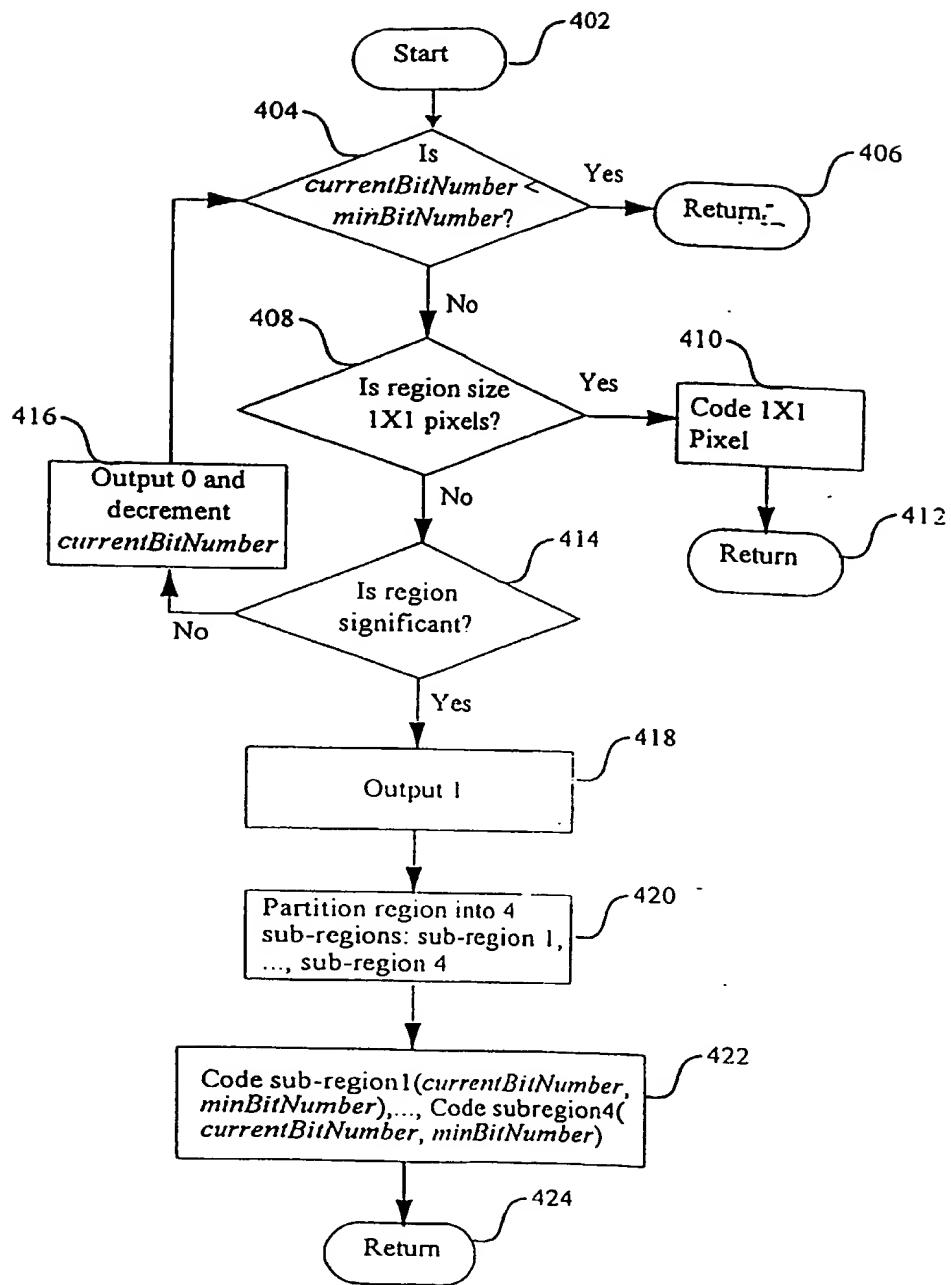 402
Start
404
Is
currentBitNumber <
minBitNumber?
Yes
406
Return
No
408
Is region size
1X1 pixels?
Yes
410
Code 1X1
Pixel
416
Output 0 and
decrement
currentBitNumber
No
412
Return
414
Is region
significant?
No
Yes
418
Output 1
420
Partition region into 4
sub-regions: sub-region 1,
..., sub-region 4
422
Code sub-region1(currentBitNumber,
minBitNumber),..., Code subregion4(
currentBitNumber, minBitNumber)
424
Return